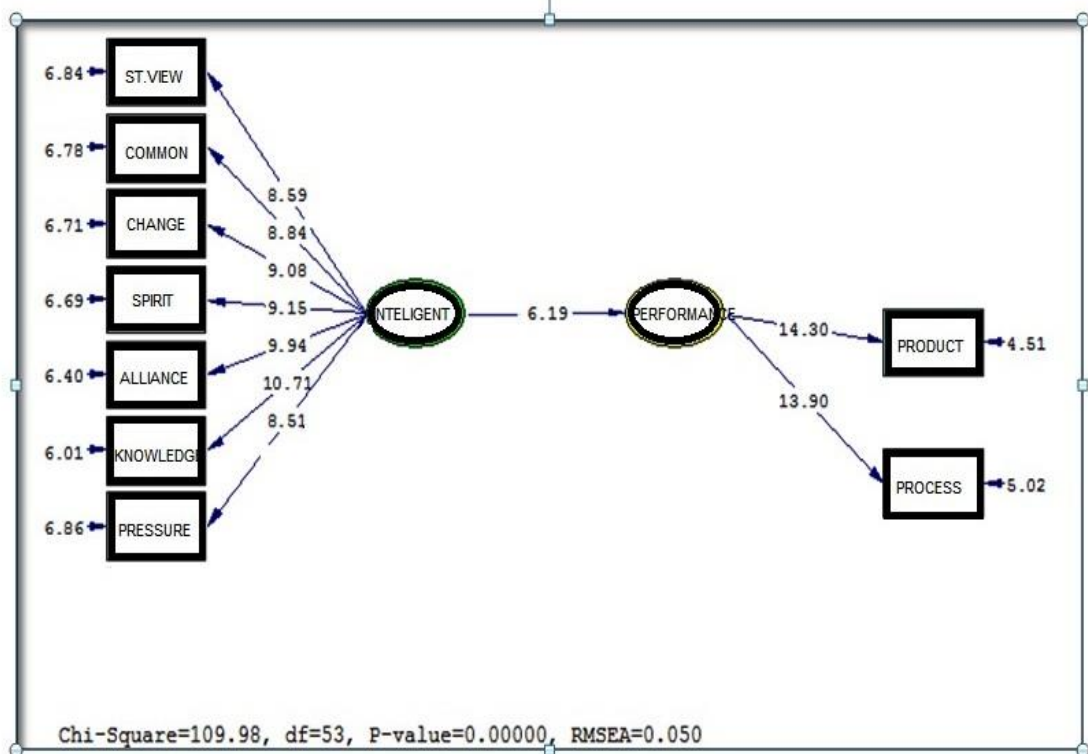 6.84 ST.VIEW
6.78 COMMON
6.71 CHANGE
6.69 SPIRIT
6.40 ALLIANCE
6.01 KNOWLEDG
6.86 PRESSURE
8.59
8.84
9.08
9.15
9.94
10.71
8.51
NTELIGENT
6.19
PERFORMANCE
14.30
13.90
PRODUCT 4.51
PROCESS 5.02
Chi-Square=109.98, df=53, P-value=0.00000, RMSEA=0.050